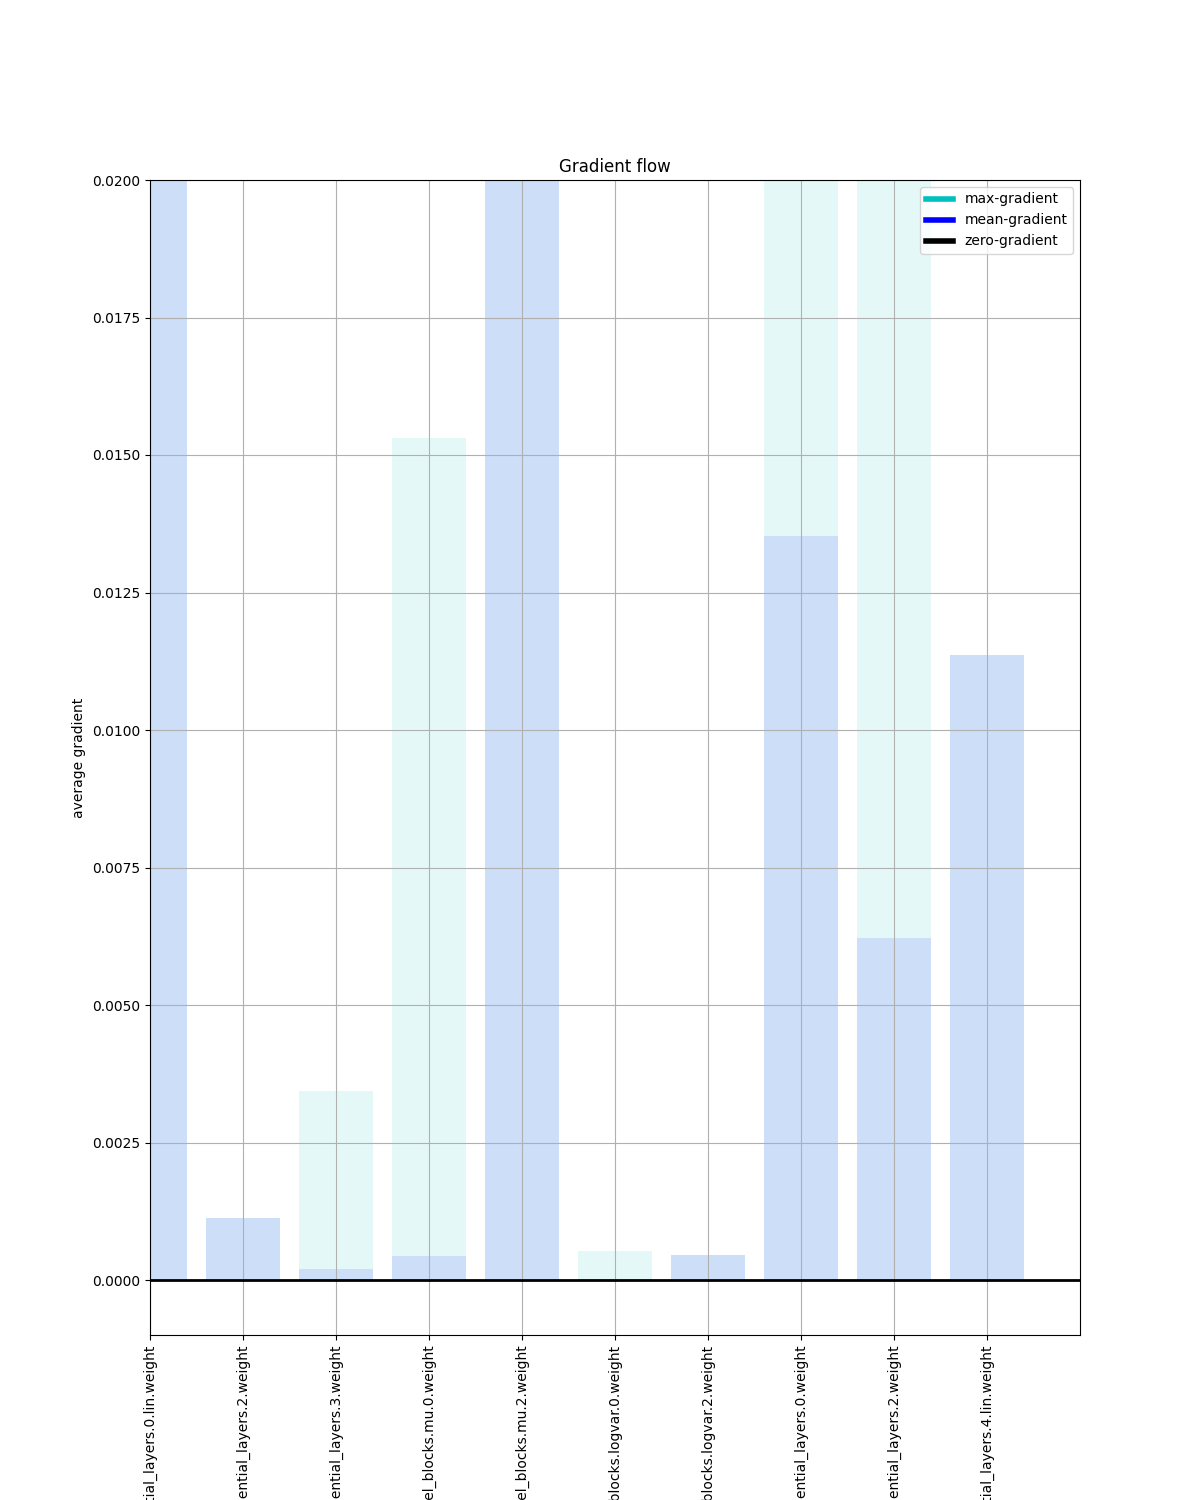 Gradient flow
max-gradient
mean-gradient
zero-gradient
average gradient
0.0200
0.0175
0.0150
0.0125
0.0100
0.0075
0.0050
0.0025
0.0000
tial_layers.0.lin.weight
ential_layers.2.weight
ential_layers.3.weight
el_blocks.mu.0.weight
el_blocks.mu.2.weight
blocks.logvar.0.weight
blocks.logvar.2.weight
ential_layers.0.weight
ential_layers.2.weight
tial_layers.4.lin.weight